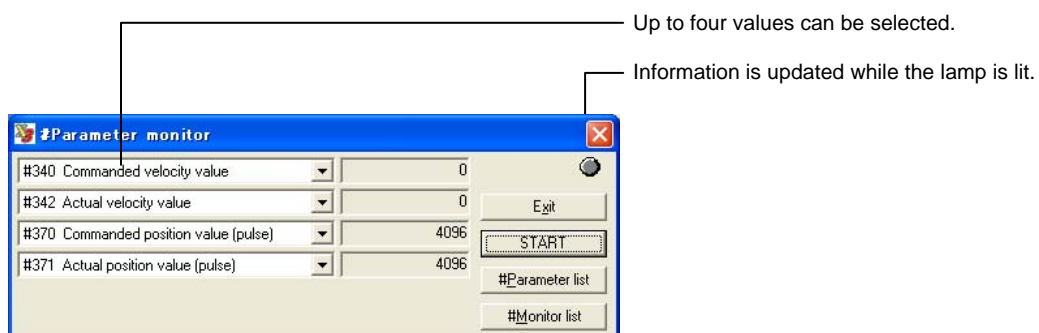 Up to four values can be selected.
Information is updated while the lamp is lit.
#Parameter monitor
#340 Commanded velocity value 0
#342 Actual velocity value 0
Exit
#370 Commanded position value (pulse) 4096
START
#371 Actual position value (pulse) 4096
#Parameter list
#Monitor list